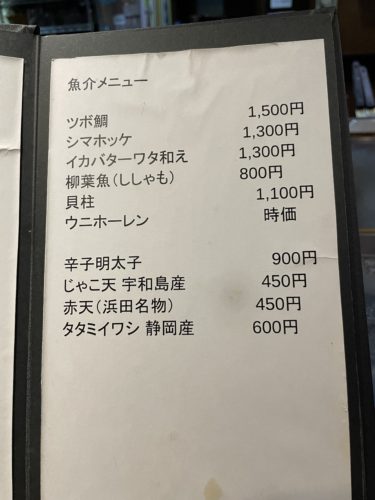 魚介メニュー
ツボ鯛 1,500円
シマホッケ 1,300円
イカバターワタ和え 1,300円
柳葉魚（ししゃも） 800円
貝柱 1,100円
ウニホーレン 時価
辛子明太子 900円
じゃこ天 宇和島産 450円
赤天（浜田名物） 450円
タタミイワシ 静岡産 600円